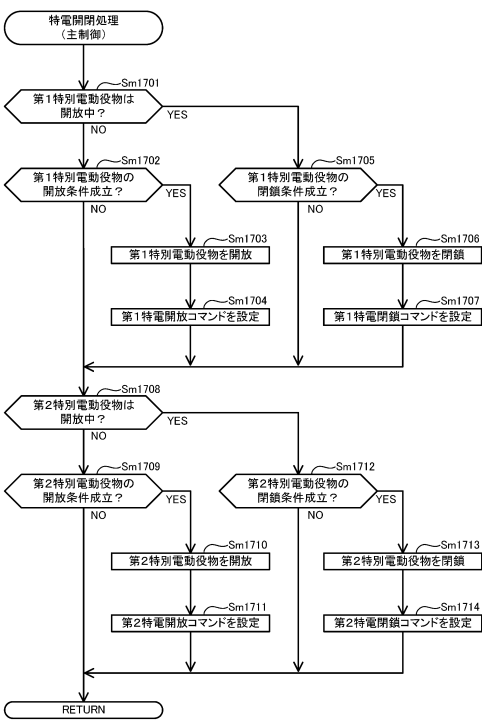 特電開閉処理
（主制御）
Sm1701
第１特別電動役物は
開放中？
YES
NO
Sm1702
第１特別電動役物の
開放条件成立？
YES
NO
Sm1705
第１特別電動役物の
閉鎖条件成立？
YES
NO
Sm1703
第１特別電動役物を開放
Sm1706
第１特別電動役物を閉鎖
Sm1704
第１特電開放コマンドを設定
Sm1707
第１特電閉鎖コマンドを設定
Sm1708
第２特別電動役物は
開放中？
YES
NO
Sm1709
第２特別電動役物の
開放条件成立？
YES
NO
Sm1712
第２特別電動役物の
閉鎖条件成立？
YES
NO
Sm1710
第２特別電動役物を開放
Sm1713
第２特別電動役物を閉鎖
Sm1711
第２特電開放コマンドを設定
Sm1714
第２特電閉鎖コマンドを設定
RETURN